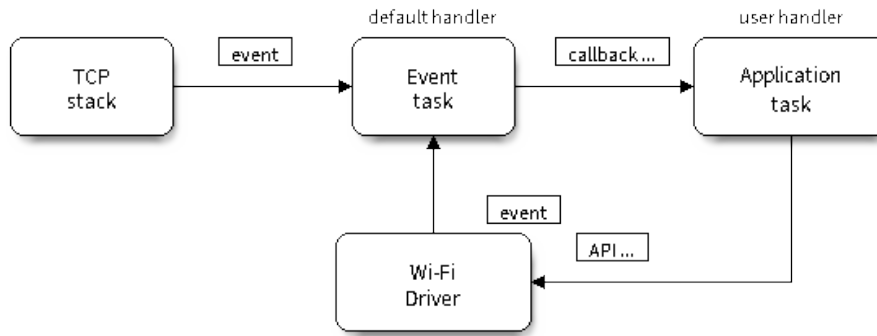 default handler
user handler
event
callback ...
TCP
stack
Event
task
Application
task
event
API ...
Wi-Fi
Driver